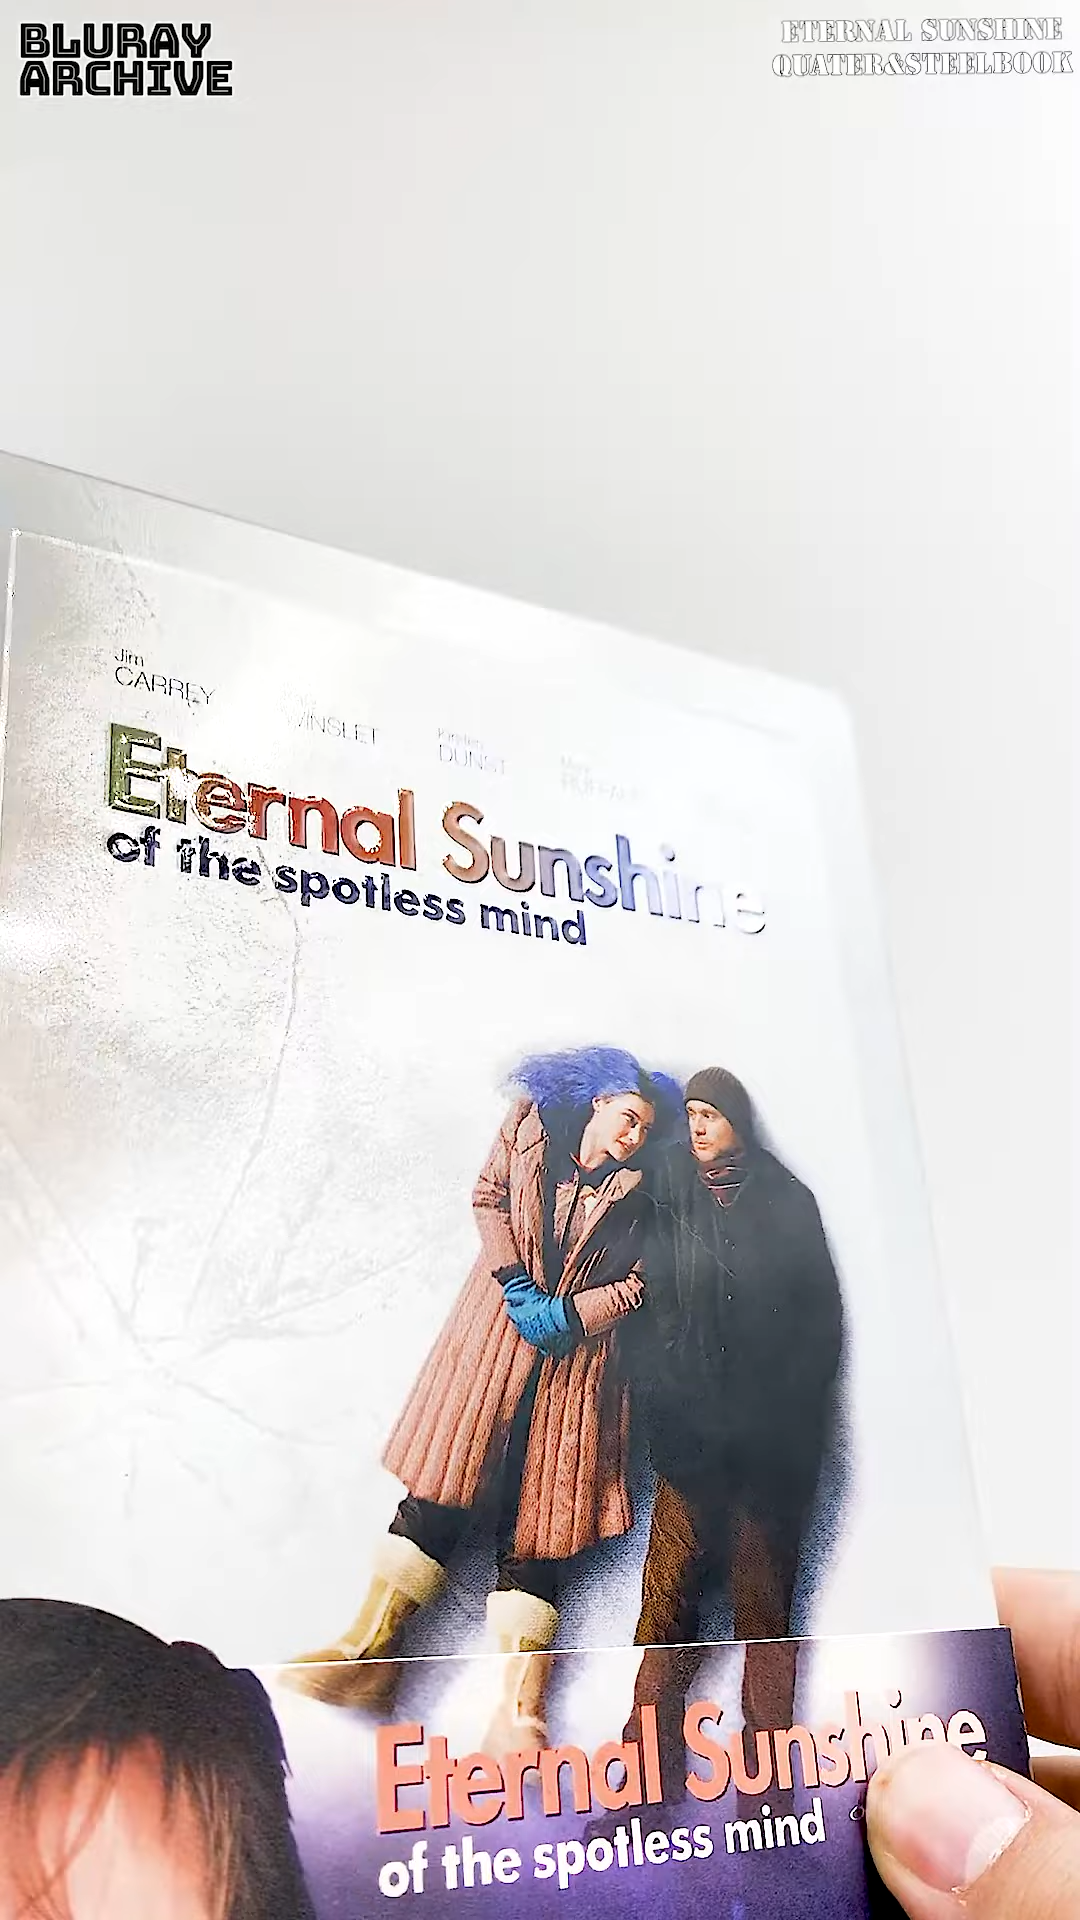 BLURAY
ARCHIVE
ETERNAL SUNSHINE
QUATER&STEELBOOK
Jim
CARREY
WINSLET
Kirsten
DUNST
Eternal Sunshine
of the spotless mind
Eternal Sunshine
of the spotless mind